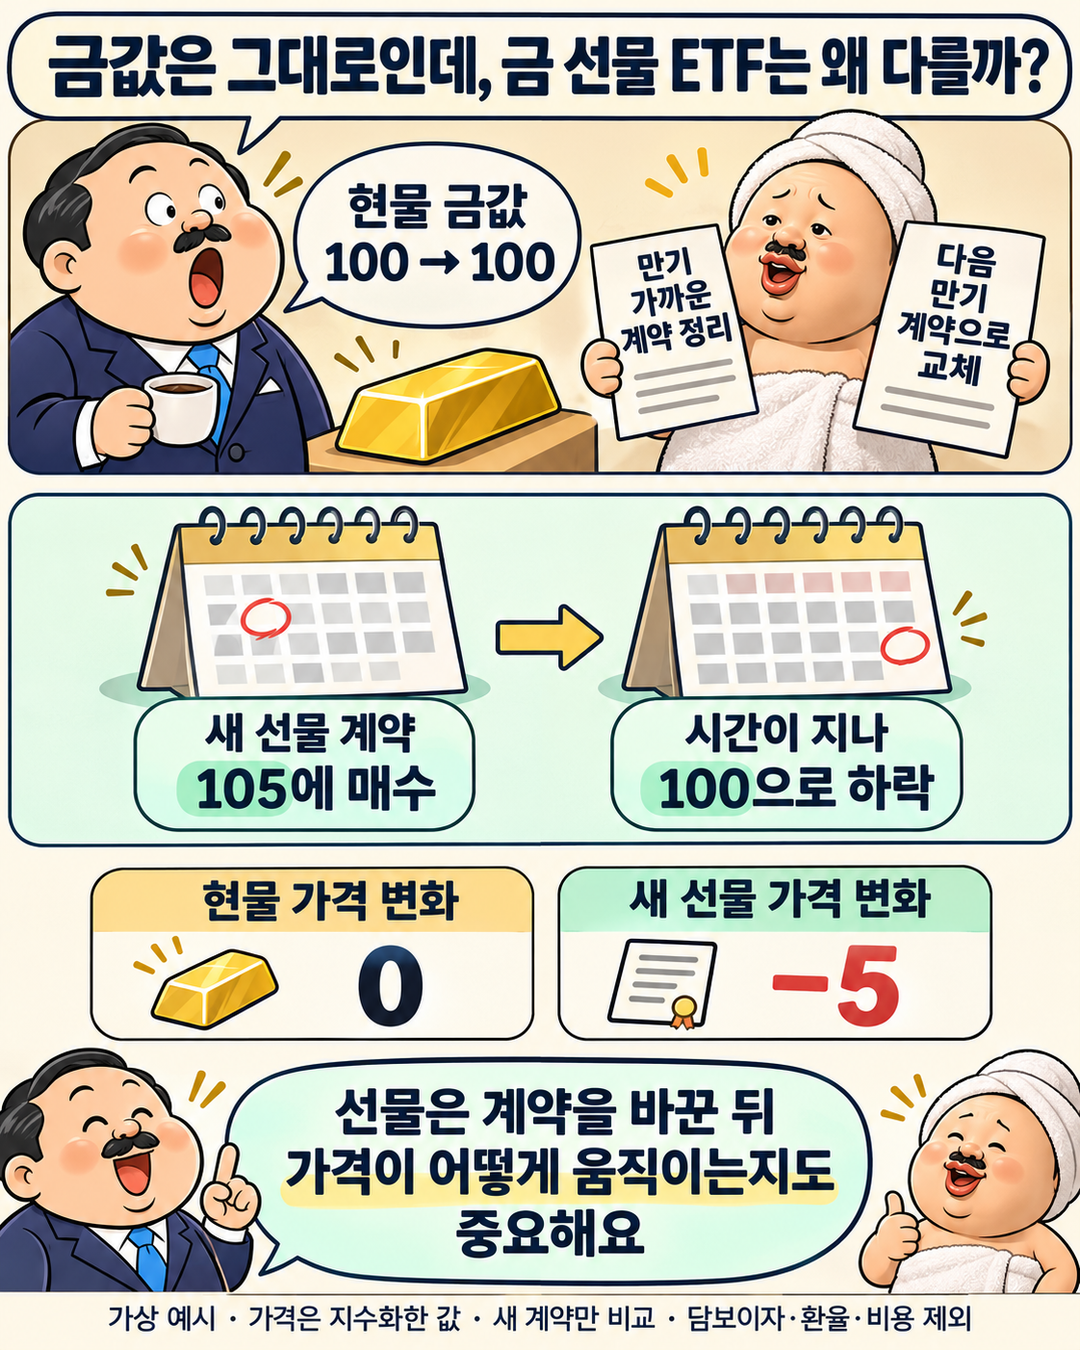 금값은 그대로인데, 금 선물 ETF는 왜 다를까?
현물 금값
100 → 100
만기
가까운
계약 정리
다음
만기
계약으로
교체
새 선물 계약
105에 매수
시간이 지나
100으로 하락
현물 가격 변화
0
새 선물 가격 변화
-5
선물은 계약을 바꾼 뒤
가격이 어떻게 움직이는지도
중요해요
가상 예시 · 가격은 지수화한 값 · 새 계약만 비교 · 담보이자·환율·비용 제외